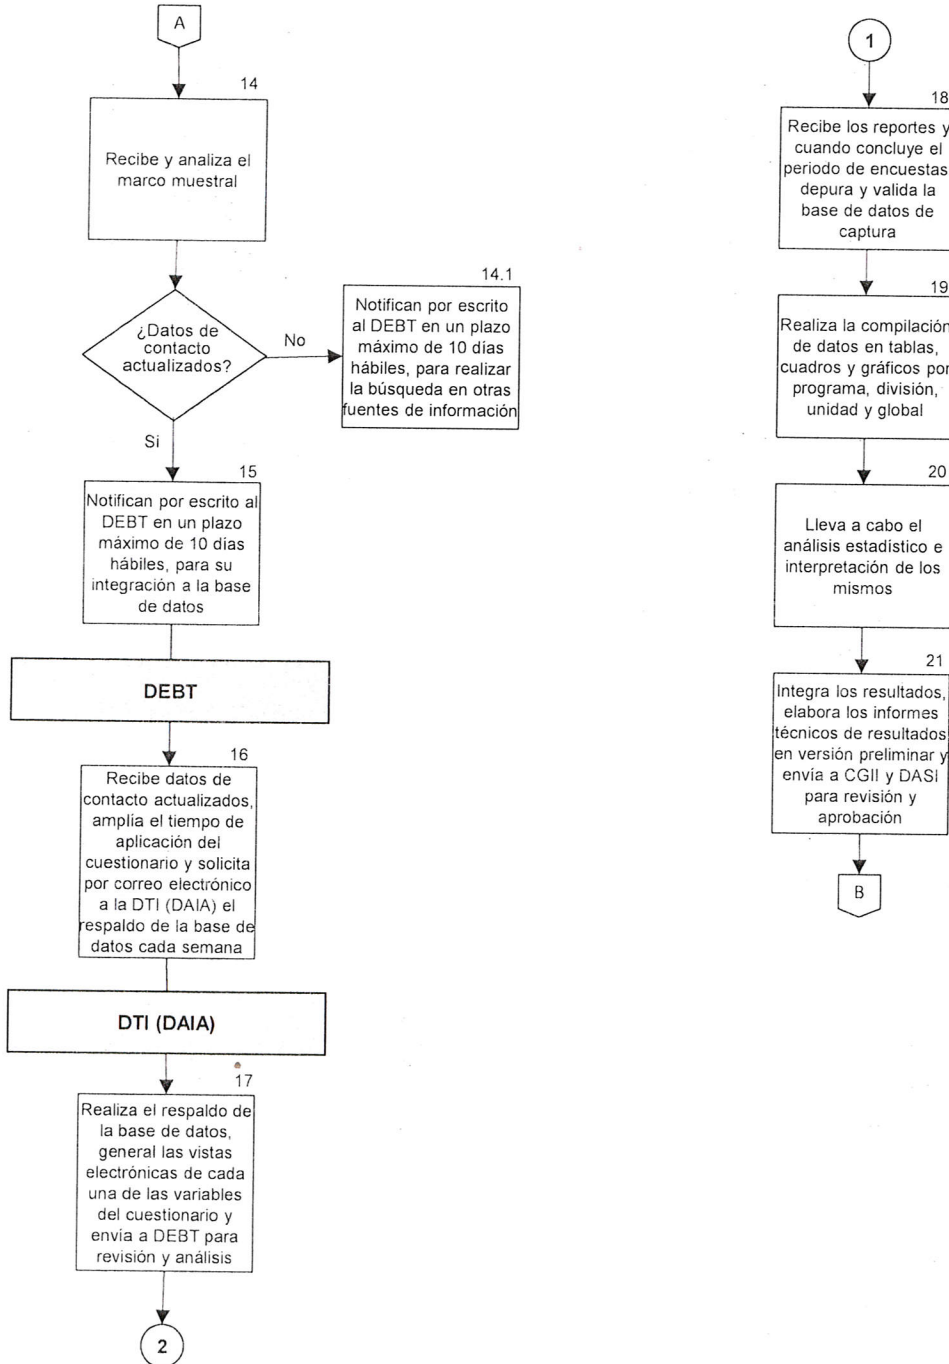 A
14
Recibe y analiza el
marco muestral
¿Datos de
contacto
actualizados?
No
14.1
Notifican por escrito
al DEBT en un plazo
máximo de 10 días
hábiles, para realizar
la búsqueda en otras
fuentes de información
Si
15
Notifican por escrito al
DEBT en un plazo
máximo de 10 días
hábiles, para su
integración a la base
de datos
DEBT
16
Recibe datos de
contacto actualizados,
amplía el tiempo de
aplicación del
cuestionario y solicita
por correo electrónico
a la DTI (DAIA) el
respaldo de la base de
datos cada semana
DTI (DAIA)
17
Realiza el respaldo de
la base de datos,
general las vistas
electrónicas de cada
una de las variables
del cuestionario y
envía a DEBT para
revisión y análisis
2
1
18
Recibe los reportes y
cuando concluye el
periodo de encuestas
depura y valida la
base de datos de
captura
19
Realiza la compilación
de datos en tablas,
cuadros y gráficos por
programa, división,
unidad y global
20
Lleva a cabo el
análisis estadístico e
interpretación de los
mismos
21
Integra los resultados,
elabora los informes
técnicos de resultados
en versión preliminar y
envía a CGII y DASI
para revisión y
aprobación
B